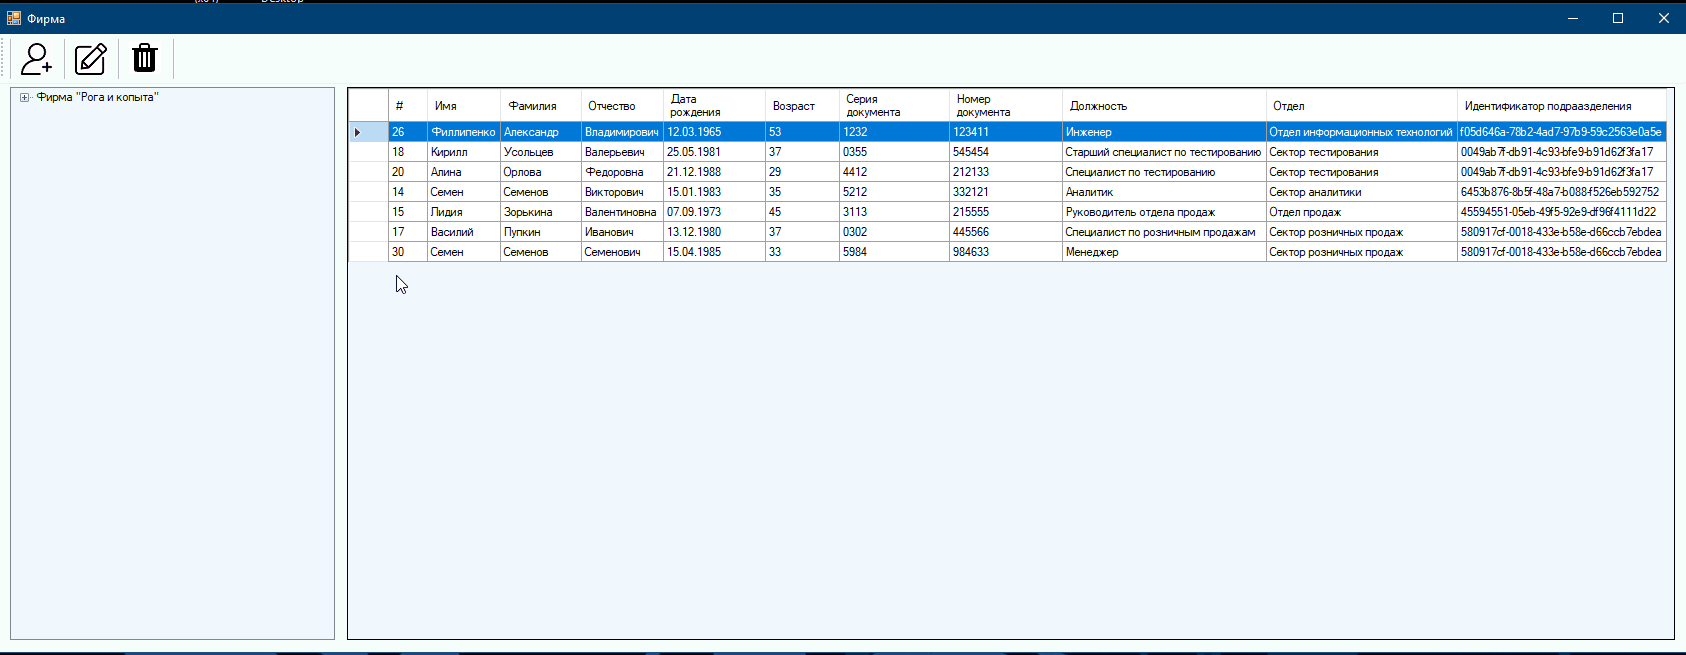 Фирма
Фирма "Рога и копыта"
# Имя Фамилия Отчество Дата рождения Возраст Серия документа Номер документа Должность Отдел Идентификатор подраазделения
26 Филлипенко Александр Владимирович 12.03.1965 53 1232 123411 Инженер Отдел информационных технологий f05d646a-78b2-4ad7-97b9-59c2563e0a5e
18 Кирилл Усольцев Валерьевич 25.05.1981 37 0355 545454 Старший специалист по тестированию Сектор тестирования 0049ab7f-db91-4c93-bfe9-b91d62f3fa17
20 Алина Орлова Федоровна 21.12.1988 29 4412 212133 Специалист по тестированию Сектор тестирования 0049ab7f-db91-4c93-bfe9-b91d62f3fa17
14 Семен Семенов Викторович 15.01.1983 35 5212 332121 Аналитик Сектор аналитики 6453b876-8b5f-48a7-b088-f526eb592752
15 Лидия Зорькина Валентиновна 07.09.1973 45 3113 215555 Руководитель отдела продаж Отдел продаж 45594551-05eb-49f5-92e9-df96f4111d22
17 Василий Пупкин Иванович 13.12.1980 37 0302 445566 Специалист по розничным продажам Сектор розничных продаж 580917cf-0018-433e-b58e-d66ccb7ebdea
30 Семен Семенов Семенович 15.04.1985 33 5984 984633 Менеджер Сектор розничных продаж 580917cf-0018-433e-b58e-d66ccb7ebdea